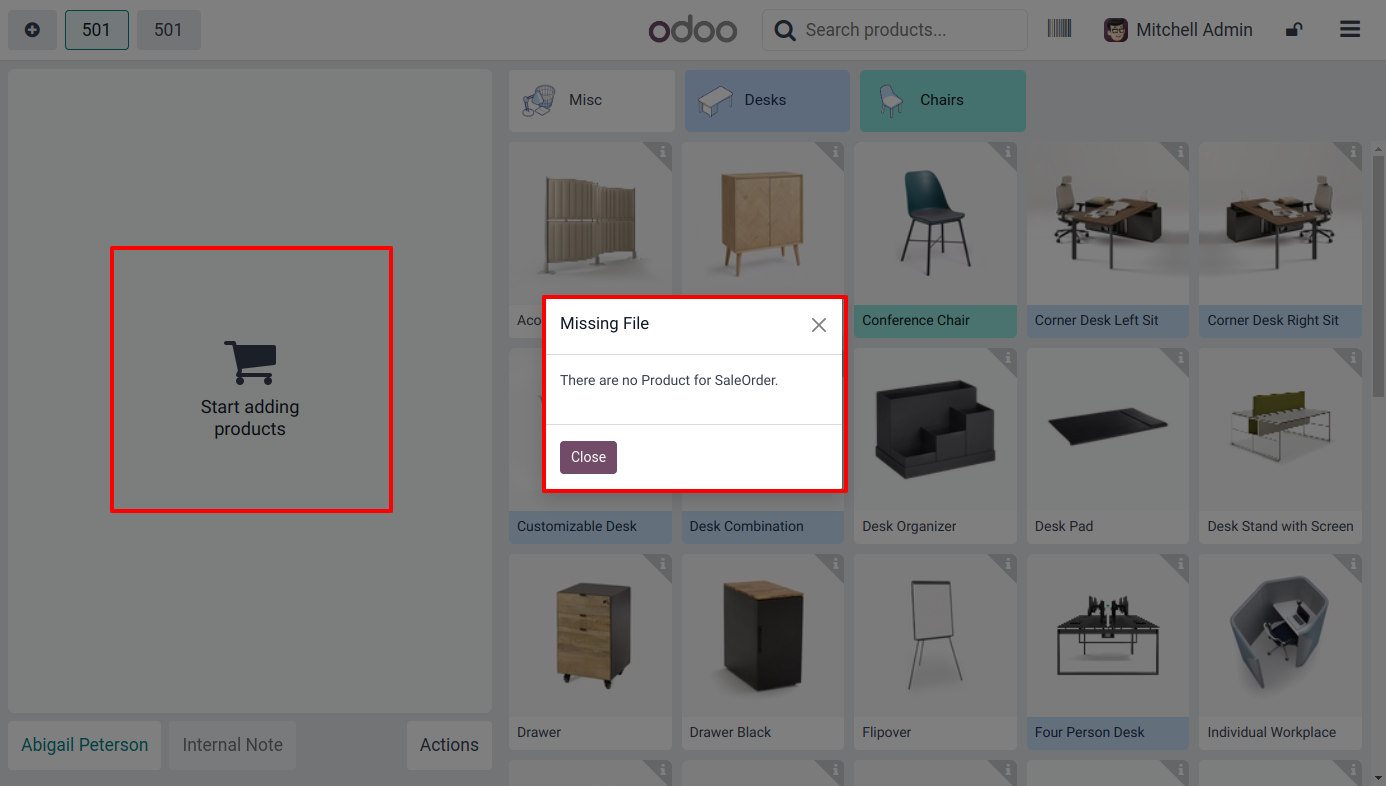 501
501
odoo
Search products...
Mitchell Admin
Misc
Desks
Chairs
Start adding
products
Aco
Conference Chair
Corner Desk Left Sit
Corner Desk Right Sit
Missing File
There are no Product for SaleOrder.
Close
Customizable Desk
Desk Combination
Desk Organizer
Desk Pad
Desk Stand with Screen
Drawer
Drawer Black
Flipover
Four Person Desk
Individual Workplace
Abigail Peterson
Internal Note
Actions